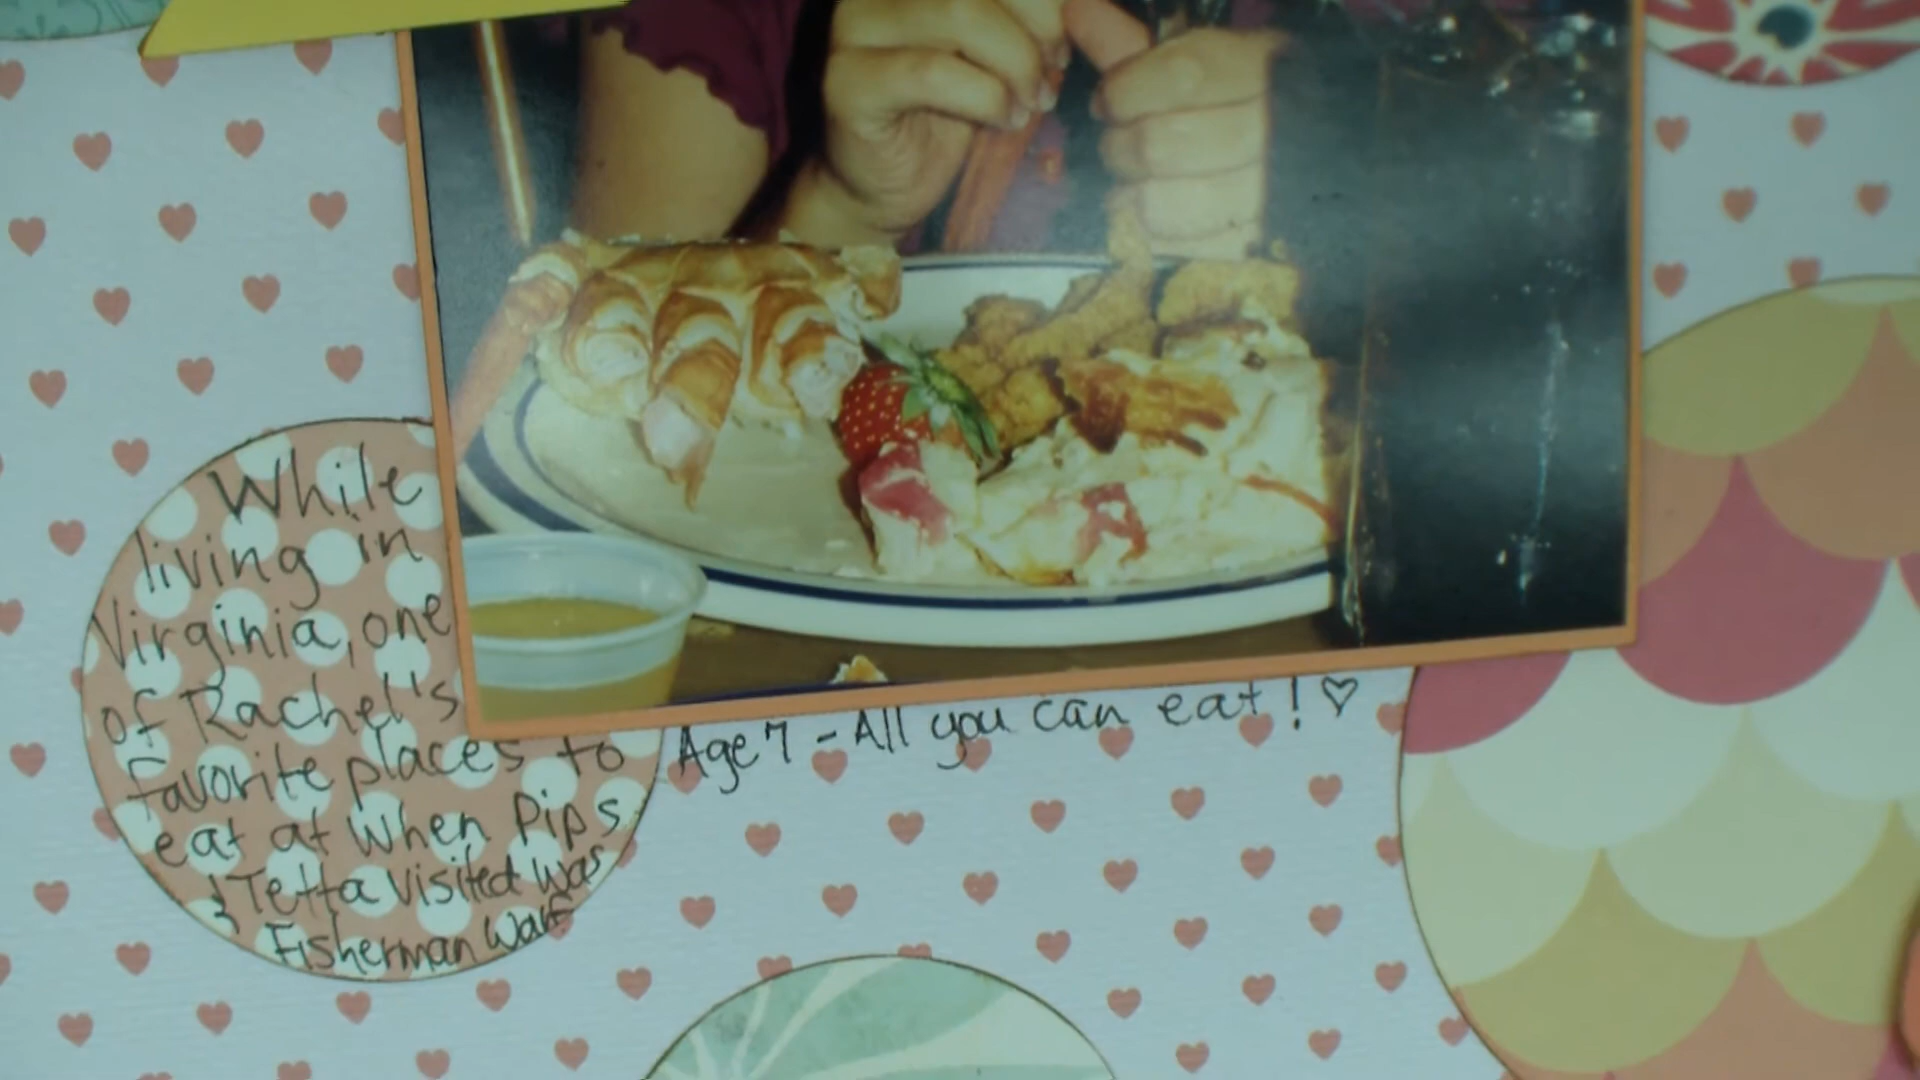 While
living in
Virginia, one
of Rachel's
favorite places to
eat at when Pips
& Tetta visited was
Fisherman Warf
Age 7 - All you can eat! ♡